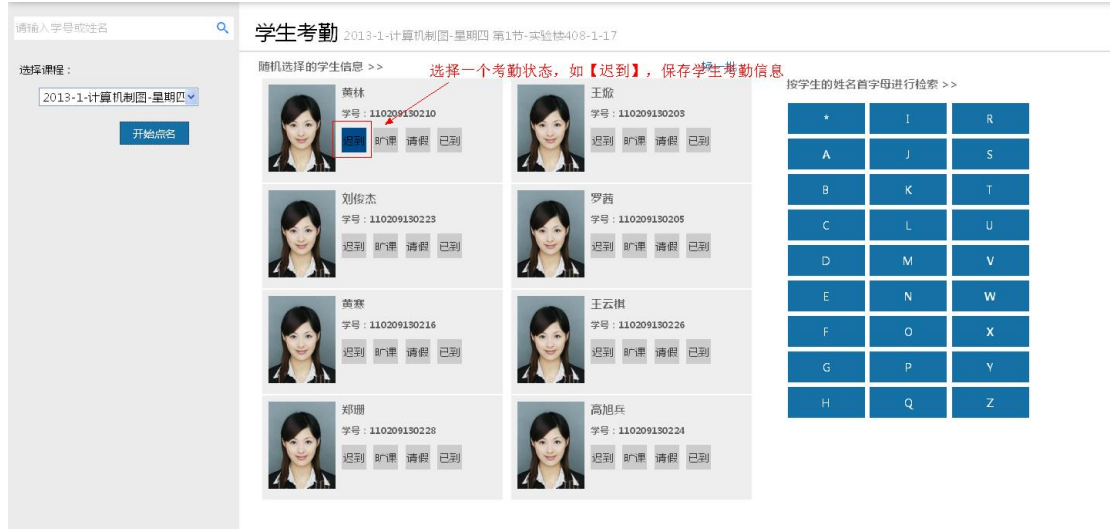 请输入学号或姓名
选择课程：
2013-1-计算机制图-星期四
开始点名
学生考勤 2013-1-计算机制图-星期四 第1节-实验楼408-1-17
随机选择的学生信息 >>
选择一个考勤状态，如【迟到】，保存学生考勤信息
黄林
学号：110209130210
迟到 旷课 请假 已到
王燉
学号：110209130203
迟到 旷课 请假 已到
刘俊杰
学号：110209130223
迟到 旷课 请假 已到
罗茜
学号：110209130205
迟到 旷课 请假 已到
黄寒
学号：110209130216
迟到 旷课 请假 已到
王云棋
学号：110209130226
迟到 旷课 请假 已到
郑珊
学号：110209130228
迟到 旷课 请假 已到
高旭兵
学号：110209130224
迟到 旷课 请假 已到
按学生的姓名首字母进行检索 >>
* I R
A J S
B K T
C L U
D M V
E N W
F O X
G P Y
H Q Z